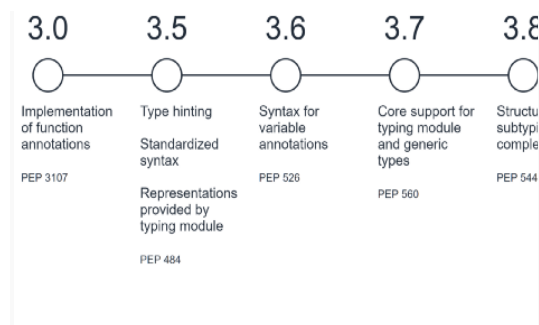 3.0
Implementation
of function
annotations
PEP 3107
3.5
Type hinting
Standardized
syntax
Representations
provided by
typing module
PEP 484
3.6
Syntax for
variable
annotations
PEP 526
3.7
Core support for
typing module
and generic
types
PEP 560
3.8
PEP 544